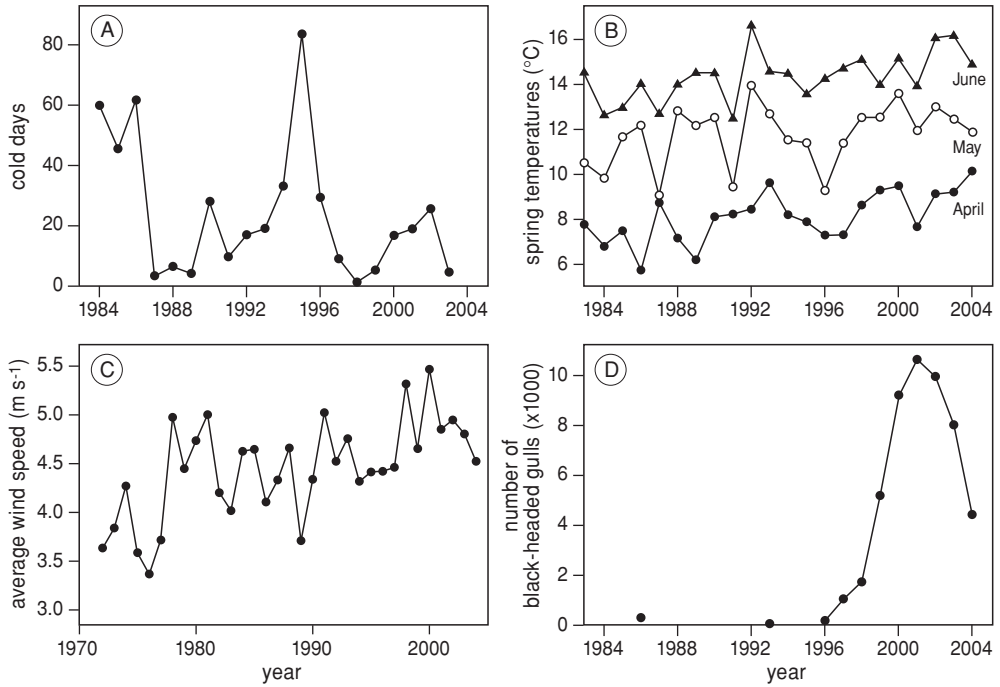 A
cold days
80
60
40
20
0
1984 1988 1992 1996 2000 2004
B
spring temperatures (°C)
16
14
12
10
8
6
June
May
April
1984 1988 1992 1996 2000 2004
C
average wind speed (m s-1)
5.5
5.0
4.5
4.0
3.5
3.0
1970 1980 1990 2000
year
D
number of
black-headed gulls (x1000)
10
8
6
4
2
0
1984 1988 1992 1996 2000 2004
year